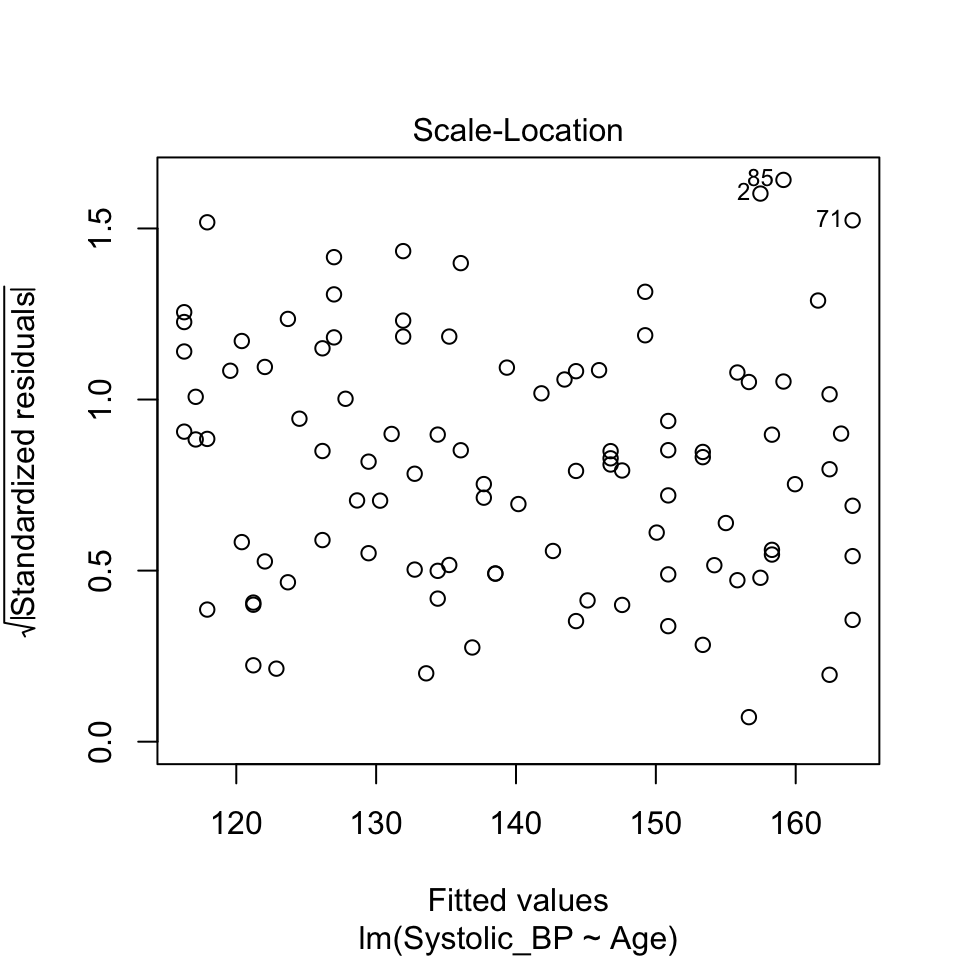 Scale-Location
√|Standardized residuals|
1.5
1.0
0.5
0.0
85
2
71
120 130 140 150 160
Fitted values
lm(Systolic_BP ~ Age)